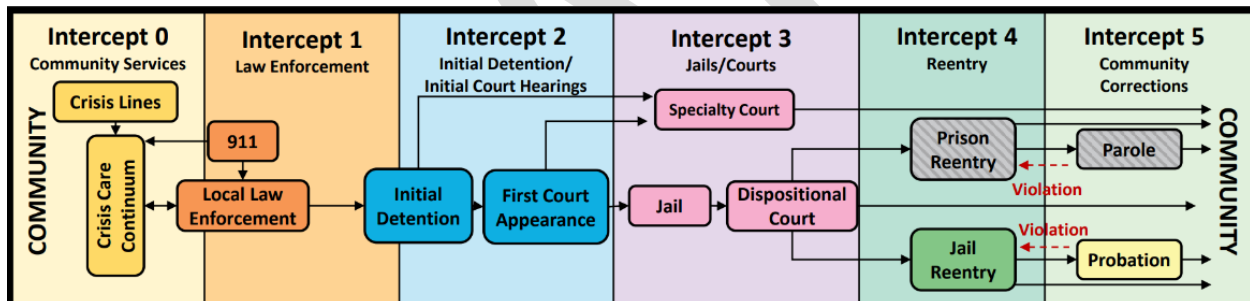 Intercept 0
Community Services
Intercept 1
Law Enforcement
Intercept 2
Initial Detention/
Initial Court Hearings
Intercept 3
Jails/Courts
Intercept 4
Reentry
Intercept 5
Community
Corrections
COMMUNITY
Crisis Lines
Crisis Care
Continuum
911
Local Law
Enforcement
Initial
Detention
First Court
Appearance
Specialty Court
Jail
Dispositional
Court
Prison
Reentry
Parole
Violation
Violation
Jail
Reentry
Probation
COMMUNITY